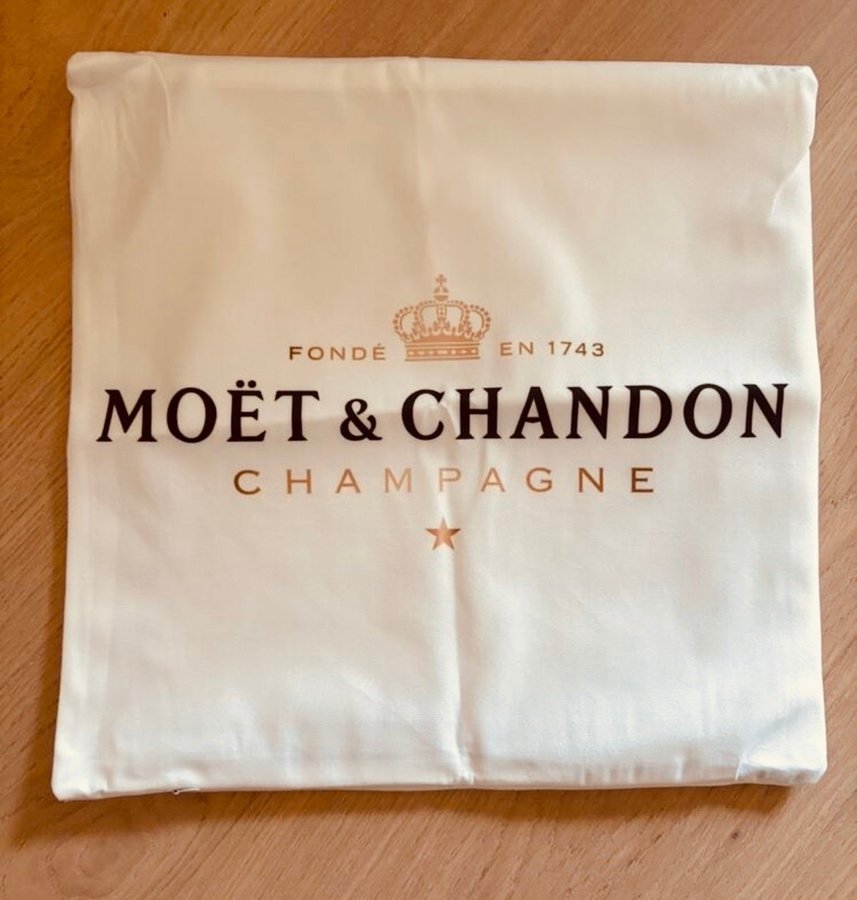 FONDÉ EN 1743
MOËT & CHANDON
CHAMPAGNE